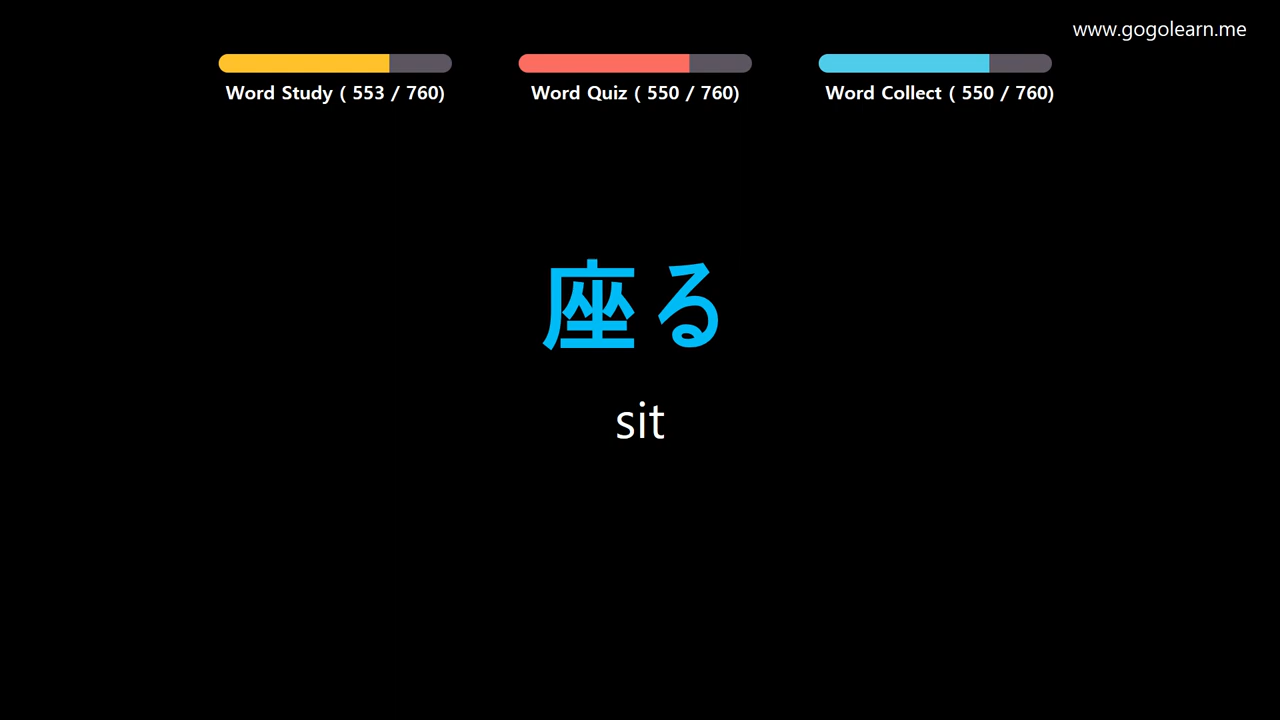 www.gogolearn.me
Word Study ( 553 / 760)
Word Quiz ( 550 / 760)
Word Collect ( 550 / 760)
座る
sit